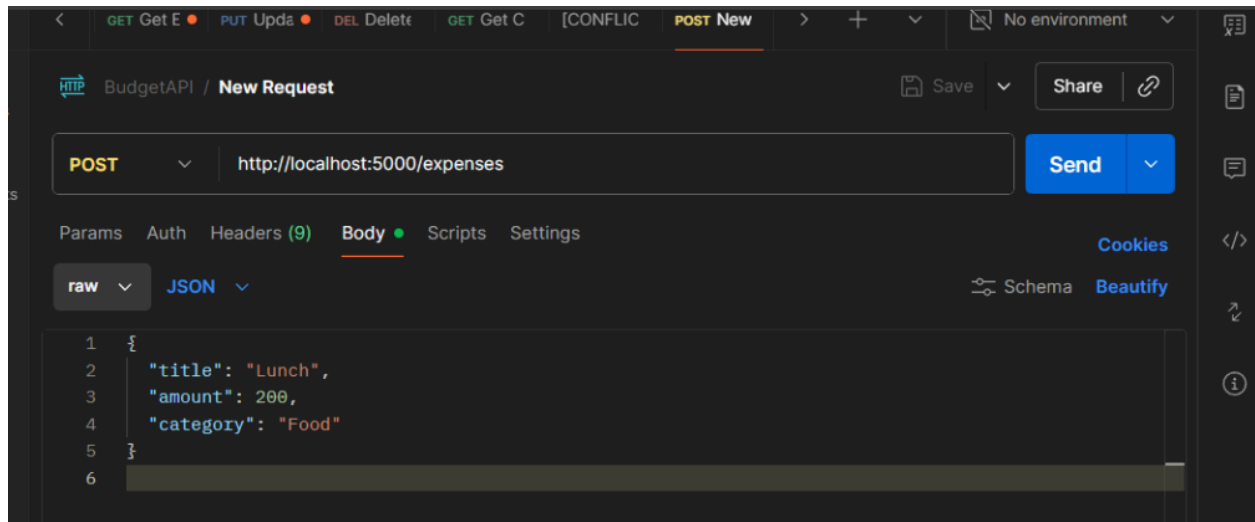 GET Get E PUT Upda DEL Delete GET Get C [CONFLIC POST New No environment
HTTP BudgetAPI / New Request Save Share
POST http://localhost:5000/expenses Send
Params Auth Headers (9) Body Scripts Settings Cookies
raw JSON Schema Beautify
1 {
2 "title": "Lunch",
3 "amount": 200,
4 "category": "Food"
5 }
6